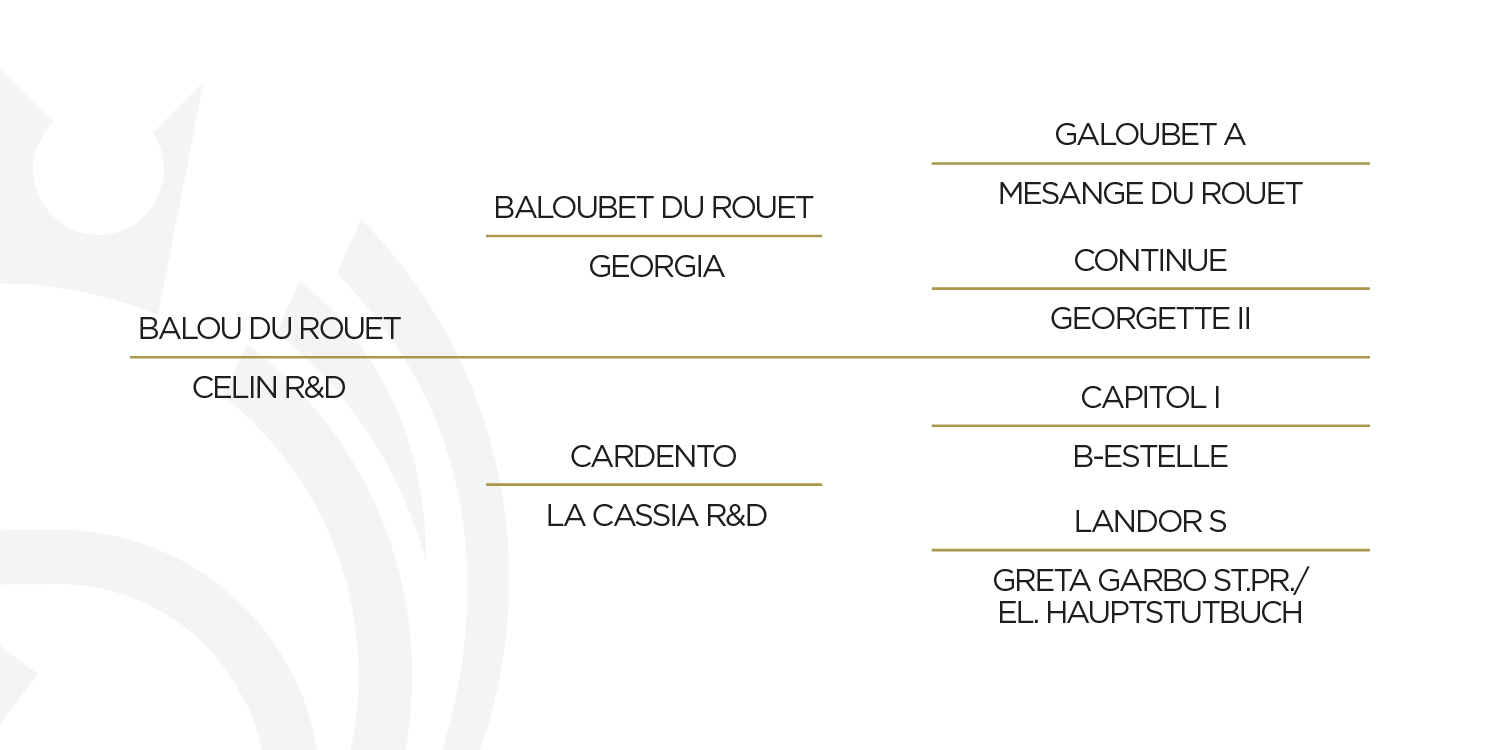 GALOUBET A
MESANGE DU ROUET
BALOUBET DU ROUET
GEORGIA
CONTINUE
GEORGETTE II
BALOU DU ROUET
CELIN R&D
CAPITOL I
B-ESTELLE
CARDENTO
LA CASSIA R&D
LANDOR S
GRETA GARBO ST.PR./
EL. HAUPTSTUTBUCH